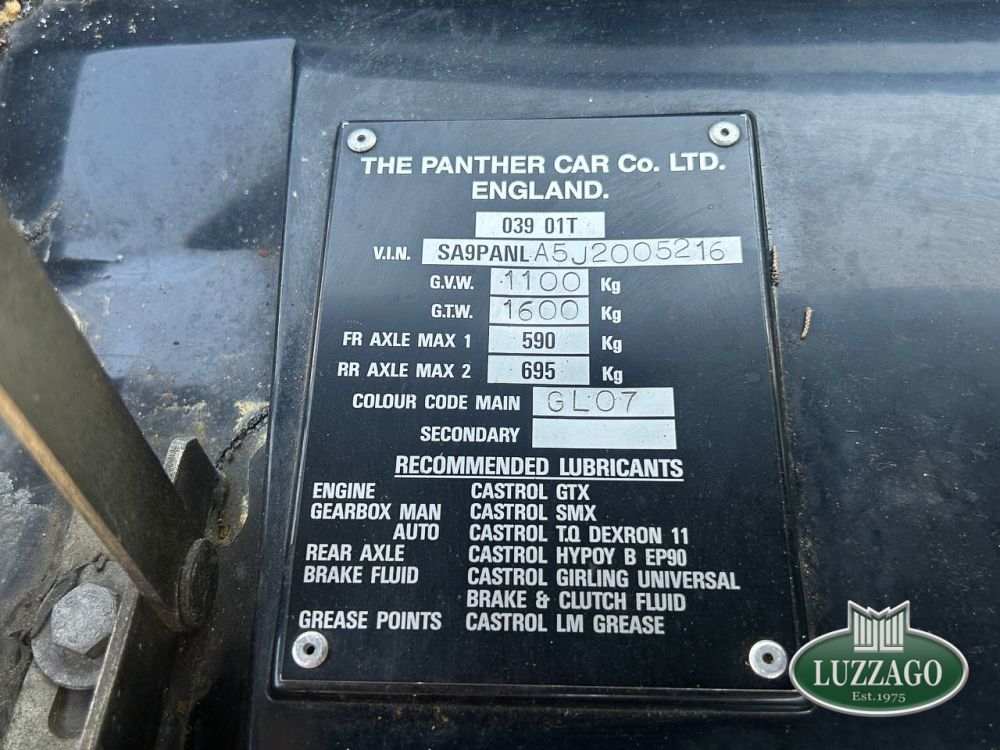 THE PANTHER CAR Co. LTD.
ENGLAND.
039 01T
V.I.N. SA9PANLA5J2005216
G.V.W. 1100 Kg
G.T.W. 1600 Kg
FR AXLE MAX 1 590 Kg
RR AXLE MAX 2 695 Kg
COLOUR CODE MAIN GL07
SECONDARY
RECOMMENDED LUBRICANTS
ENGINE CASTROL GTX
GEARBOX MAN CASTROL SMX
AUTO CASTROL T.Q. DEXRON 11
REAR AXLE CASTROL HYPOY B EP90
BRAKE FLUID CASTROL GIRLING UNIVERSAL
BRAKE & CLUTCH FLUID
GREASE POINTS CASTROL LM GREASE
LUZZAGO
Est.1975